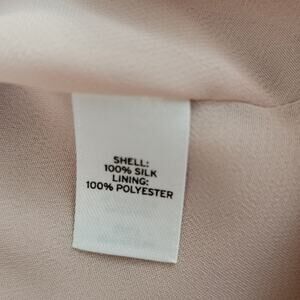 SHELL:
100% SILK
LINING:
100% POLYESTER